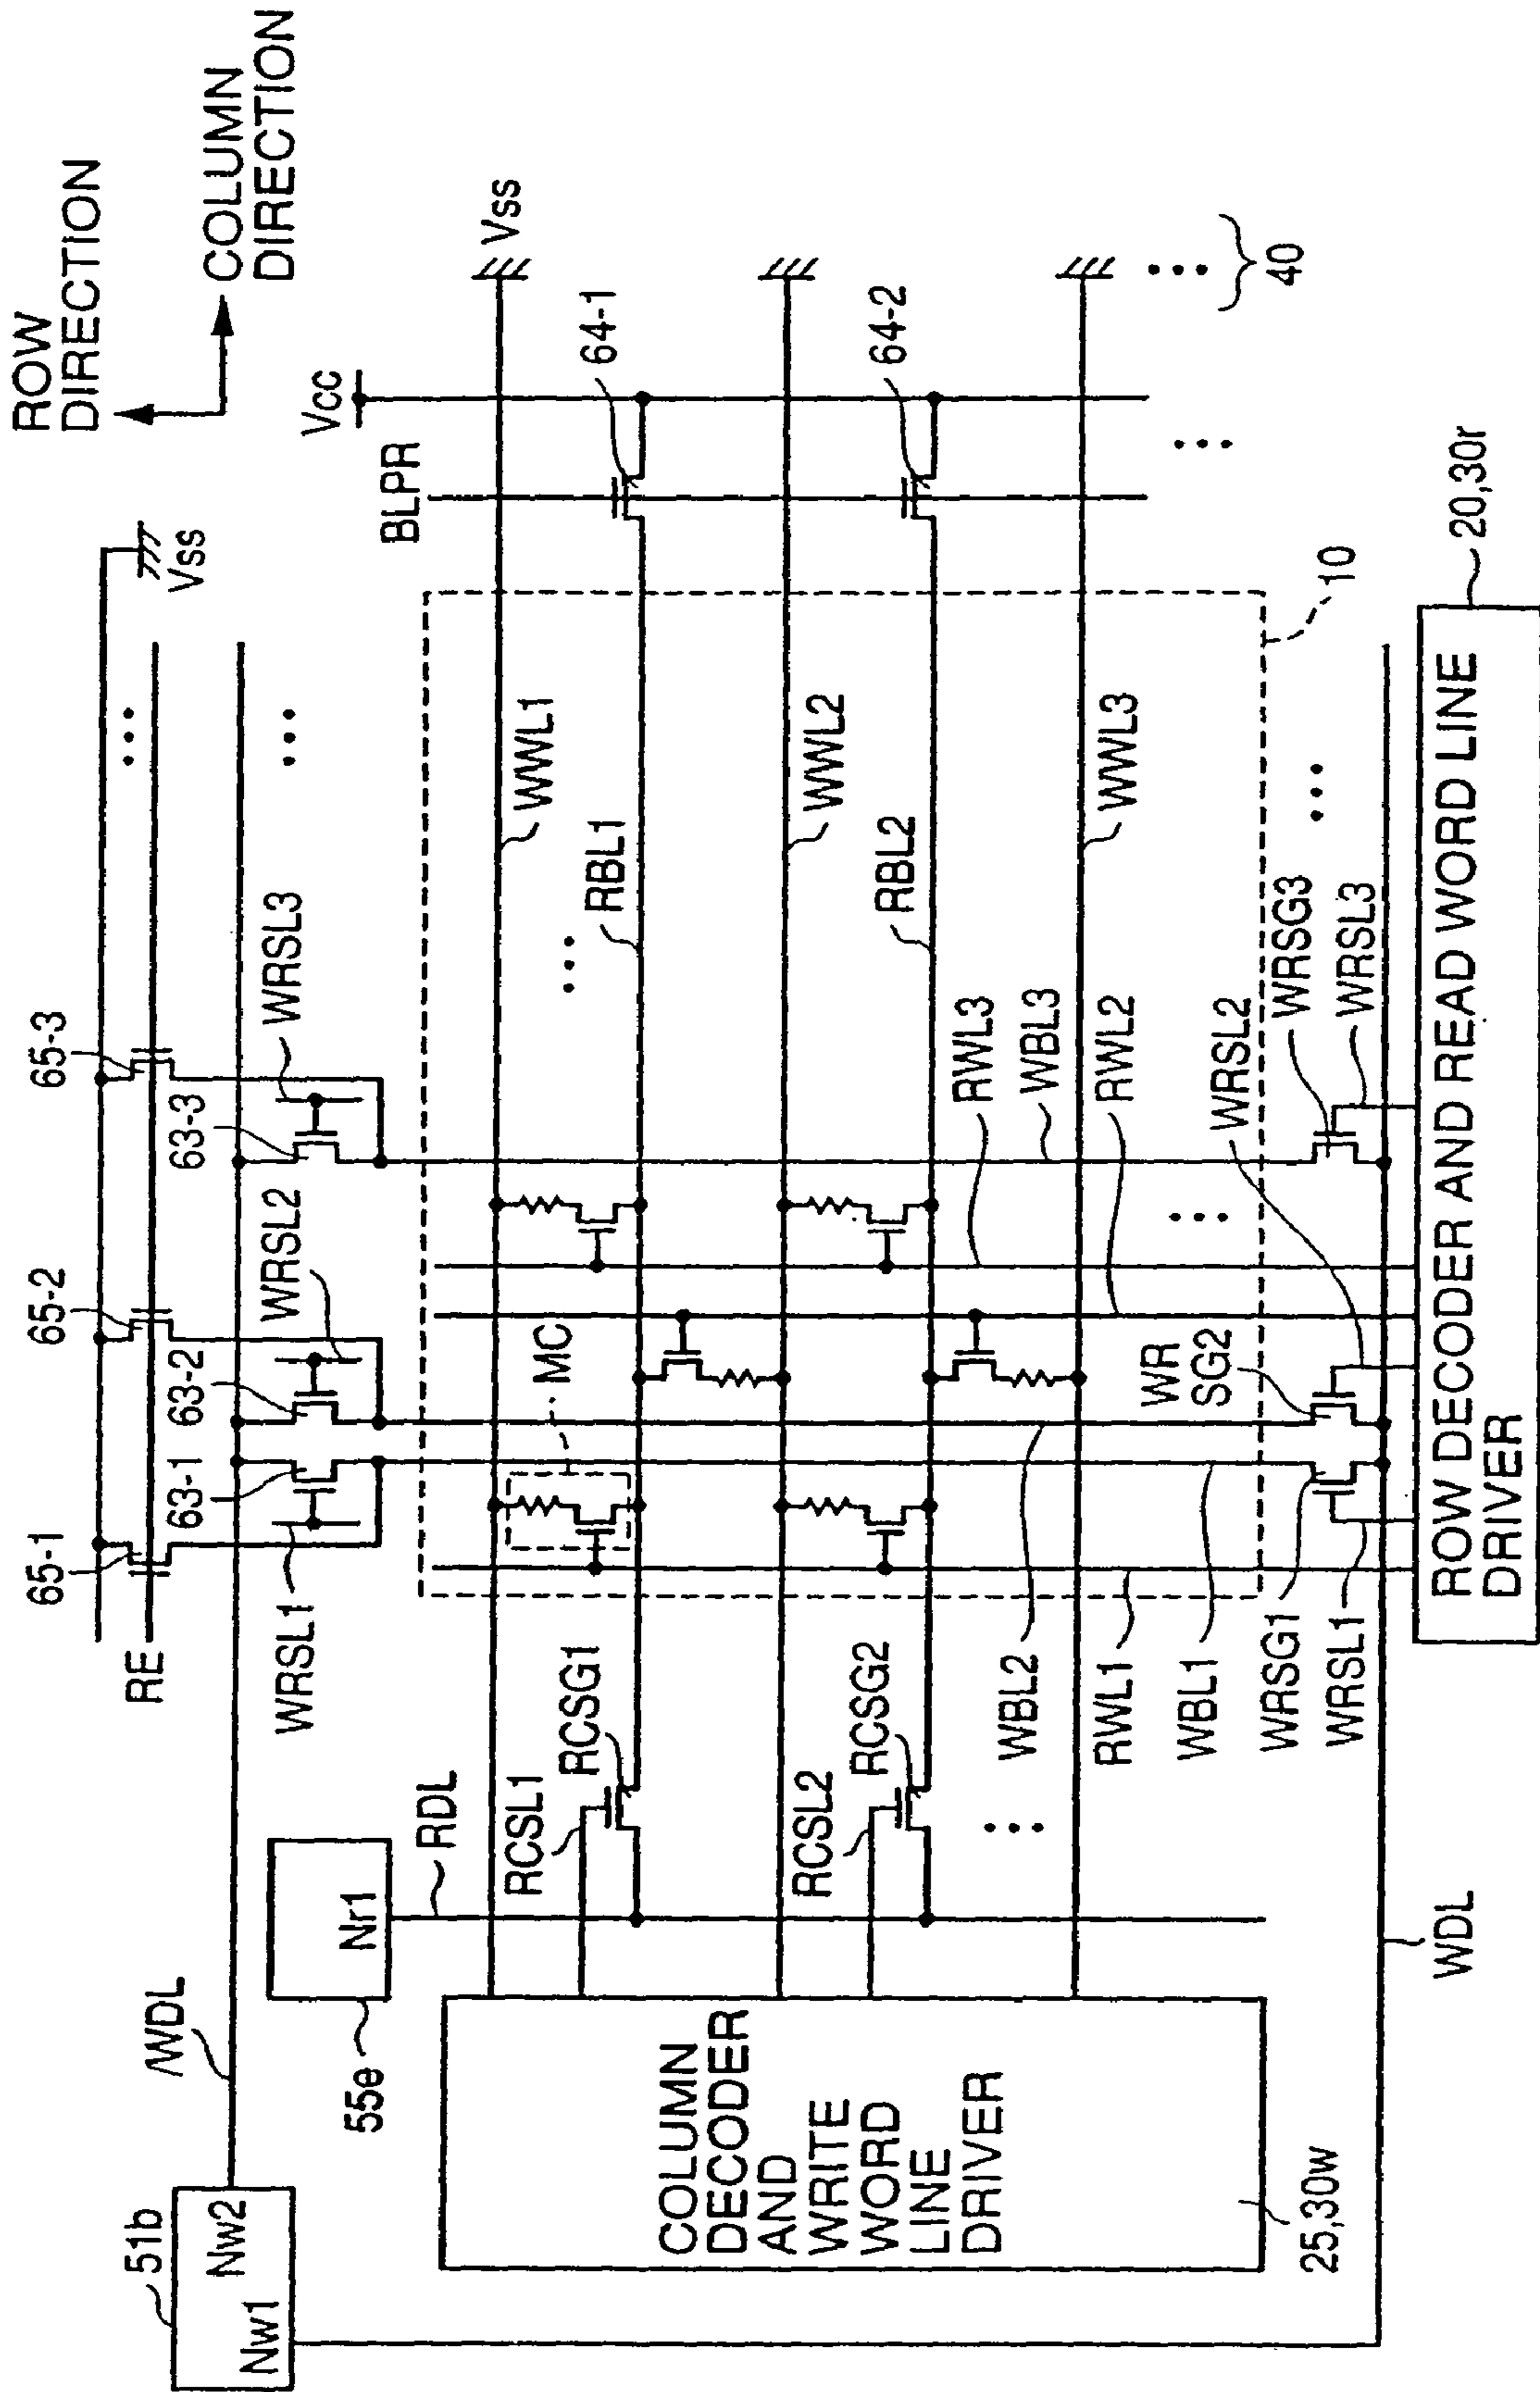 ROW
DIRECTION
COLUMN
DIRECTION
65-1
65-2
65-3
RE
Vss
63-1
63-2
63-3
WRSL1
WRSL2
WRSL3
51b
Nw2
Nw1
/WDL
55e
Nr1
RDL
Vcc
BLPR
Vss
64-1
64-2
40
MC
WWL1
RBL1
WWL2
RBL2
WWL3
RCSL1
RCSG1
RCSL2
RCSG2
COLUMN
DECODER
AND
WRITE
WORD
LINE
DRIVER
25,30w
RWL3
WBL3
RWL2
WBL2
RWL1
WBL1
WR
SG2
WRSL2
WRSG3
WRSL3
WRSG1
WRSL1
10
WDL
20,30r
ROW DECODER AND READ WORD LINE
DRIVER